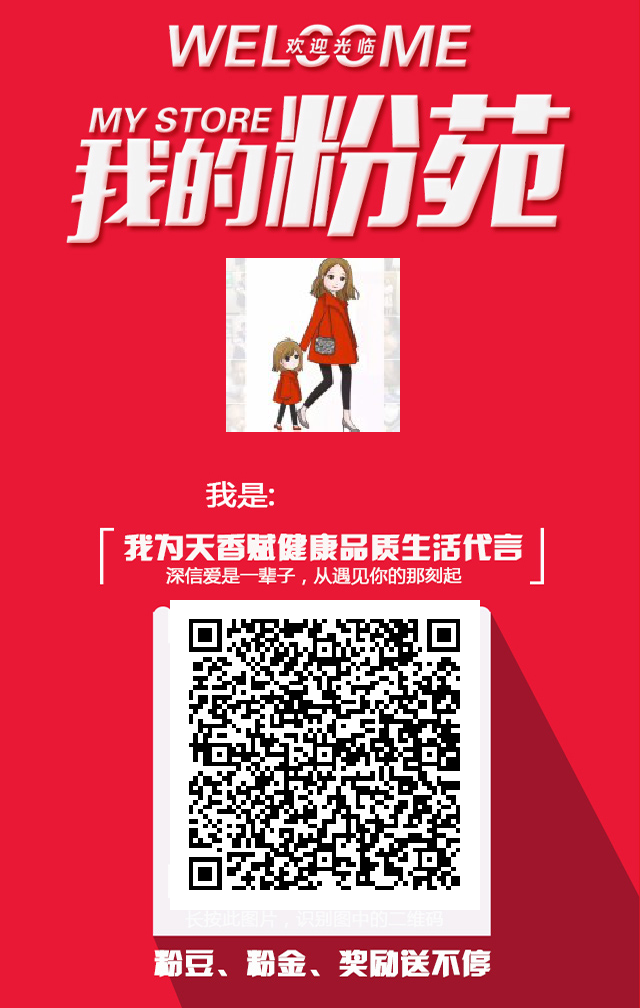 WELCOME
欢迎光临
MY STORE
我的粉苑
我是:
我为天香赋健康品质生活代言
深信爱是一辈子，从遇见你的那刻起
长按此图片，识别图中的二维码
粉豆、粉金、奖励送不停